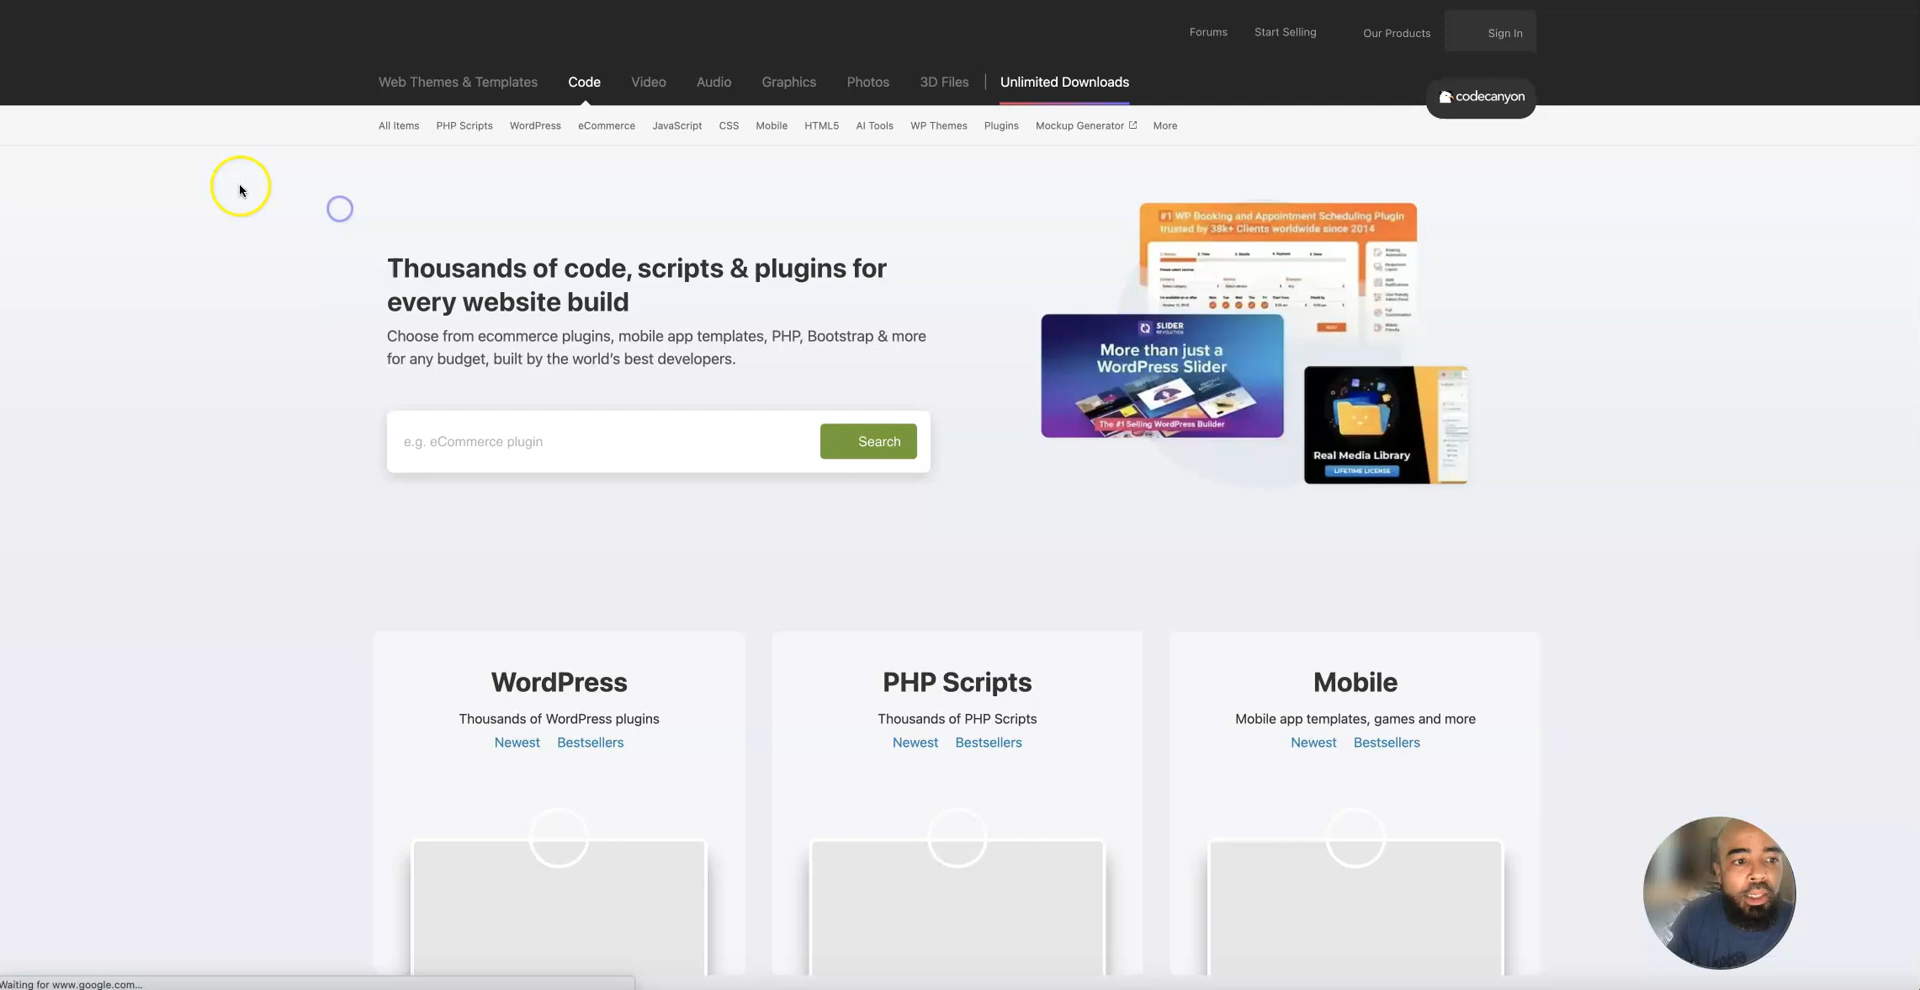 Forums
Start Selling
Our Products
Sign In
Web Themes & Templates
Code
Video
Audio
Graphics
Photos
3D Files
Unlimited Downloads
codecanyon
All Items
PHP Scripts
WordPress
eCommerce
JavaScript
CSS
Mobile
HTML5
AI Tools
WP Themes
Plugins
Mockup Generator
More
Thousands of code, scripts & plugins for
every website build
Choose from ecommerce plugins, mobile app templates, PHP, Bootstrap & more
for any budget, built by the world's best developers.
e.g. eCommerce plugin
Search
#1 WP Booking and Appointment Scheduling Plugin
trusted by 38k+ Clients worldwide since 2014
SLIDER
REVOLUTION
More than just a
WordPress Slider
The #1 Selling WordPress Builder
Real Media Library
LIFETIME LICENSE
WordPress
Thousands of WordPress plugins
Newest
Bestsellers
PHP Scripts
Thousands of PHP Scripts
Newest
Bestsellers
Mobile
Mobile app templates, games and more
Newest
Bestsellers
Waiting for www.google.com...